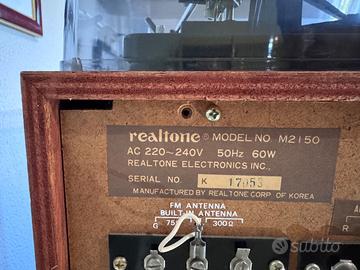 realtone® MODEL NO. M2150
AC 220~240V 50Hz 60W
REALTONE ELECTRONICS INC.,
SERIAL NO. K 17053
MANUFACTURED BY REALTONE CORP. OF KOREA
FM ANTENNA
BUILT-IN ANTENNA
G 75Ω 300Ω
A
R
subito